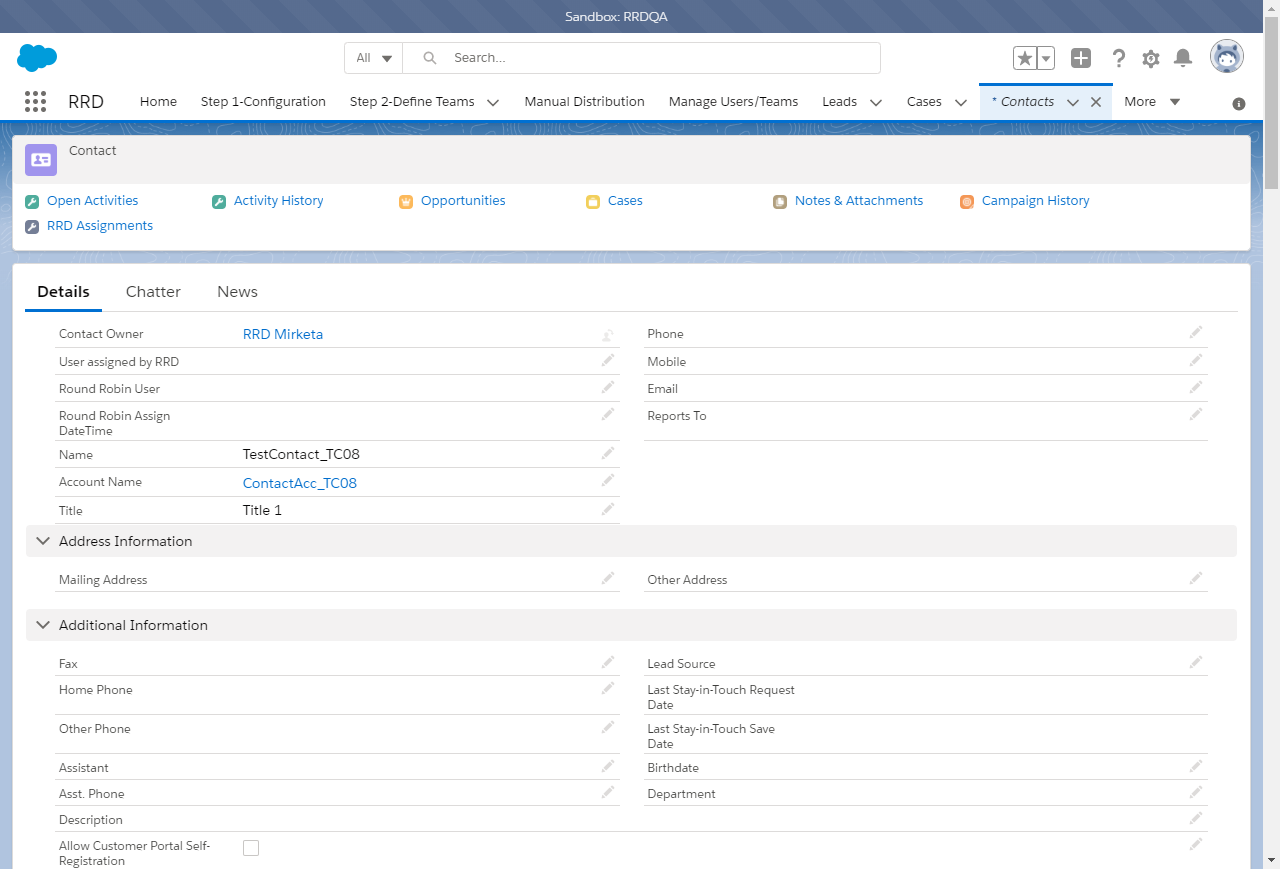 Sandbox: RRDQA
All
Search...
RRD
Home
Step 1-Configuration
Step 2-Define Teams
Manual Distribution
Manage Users/Teams
Leads
Cases
* Contacts
More
Contact
Open Activities
Activity History
Opportunities
Cases
Notes & Attachments
Campaign History
RRD Assignments
Details
Chatter
News
Contact Owner
RRD Mirketa
Phone
User assigned by RRD
Mobile
Round Robin User
Email
Round Robin Assign
DateTime
Reports To
Name
TestContact_TC08
Account Name
ContactAcc_TC08
Title
Title 1
Address Information
Mailing Address
Other Address
Additional Information
Fax
Lead Source
Home Phone
Last Stay-in-Touch Request
Date
Other Phone
Last Stay-in-Touch Save
Date
Assistant
Birthdate
Asst. Phone
Department
Description
Allow Customer Portal Self-
Registration